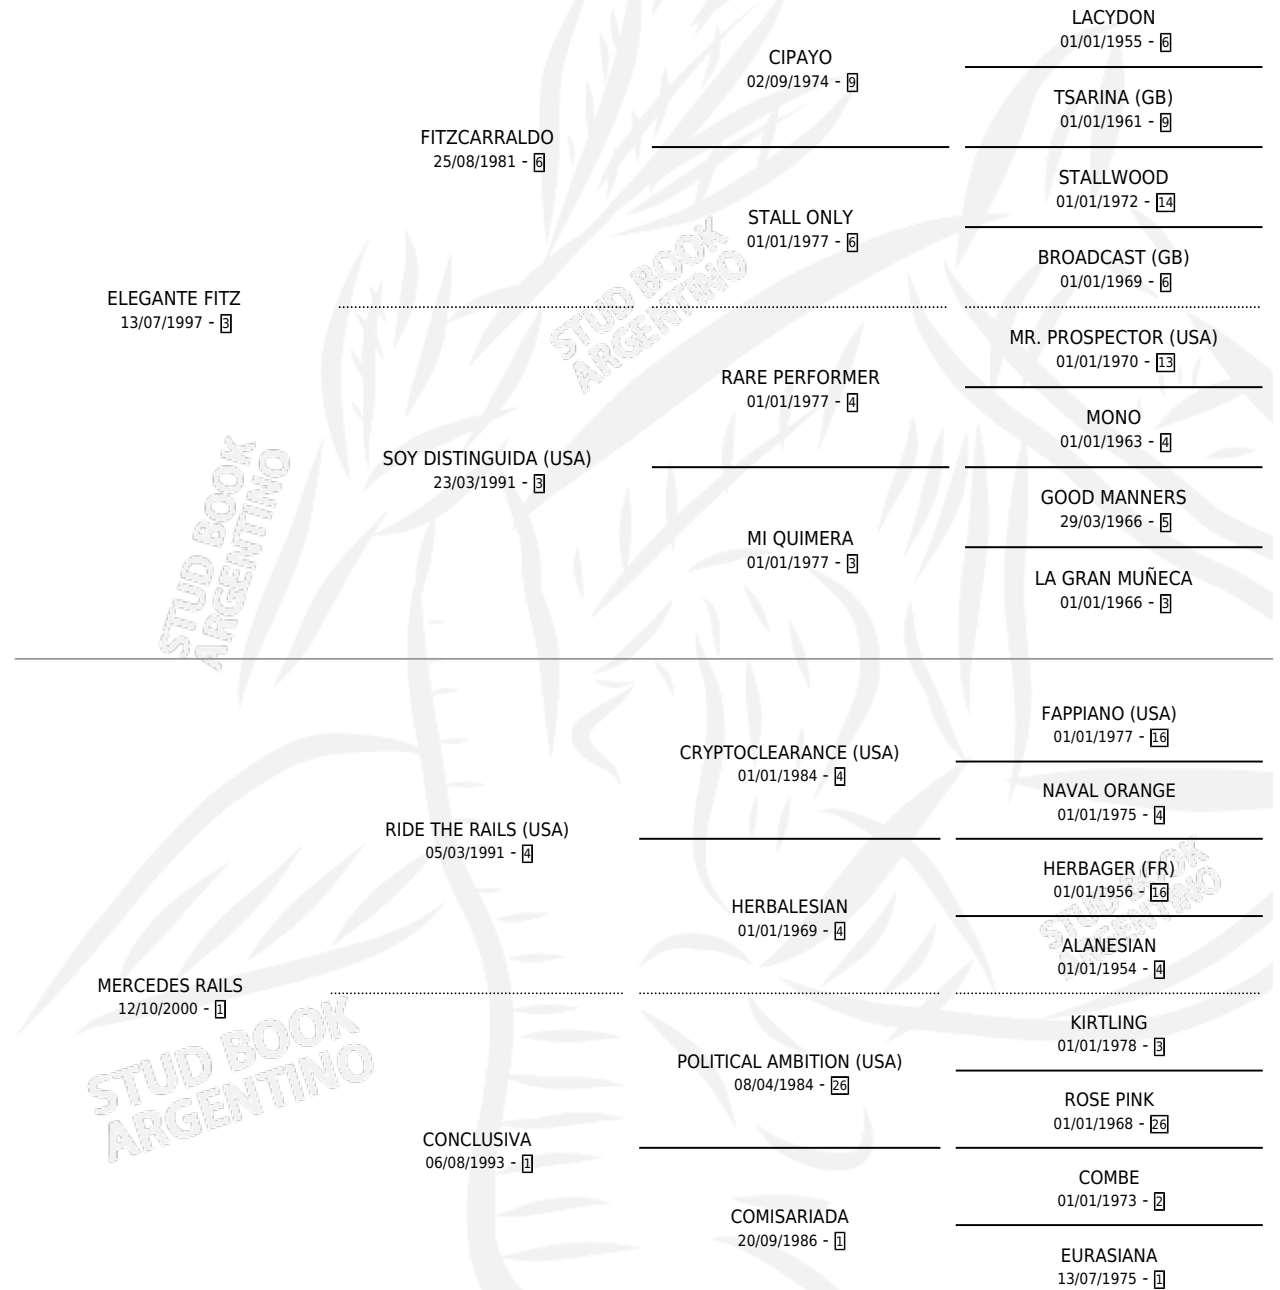 LACYDON
01/01/1955 - 6
CIPAYO
02/09/1974 - 9
TSARINA (GB)
01/01/1961 - 9
FITZCARRALDO
25/08/1981 - 6
STALLWOOD
01/01/1972 - 14
STALL ONLY
01/01/1977 - 6
BROADCAST (GB)
01/01/1969 - 6
ELEGANTE FITZ
13/07/1997 - 3
MR. PROSPECTOR (USA)
01/01/1970 - 13
RARE PERFORMER
01/01/1977 - 4
MONO
01/01/1963 - 4
SOY DISTINGUIDA (USA)
23/03/1991 - 3
GOOD MANNERS
29/03/1966 - 5
MI QUIMERA
01/01/1977 - 3
LA GRAN MUÑECA
01/01/1966 - 3
FAPPIANO (USA)
01/01/1977 - 16
CRYPTOCLEARANCE (USA)
01/01/1984 - 4
NAVAL ORANGE
01/01/1975 - 4
RIDE THE RAILS (USA)
05/03/1991 - 4
HERBAGER (FR)
01/01/1956 - 16
HERBALESIAN
01/01/1969 - 4
ALANESIAN
01/01/1954 - 4
MERCEDES RAILS
12/10/2000 - 1
KIRTLING
01/01/1978 - 3
POLITICAL AMBITION (USA)
08/04/1984 - 26
ROSE PINK
01/01/1968 - 26
CONCLUSIVA
06/08/1993 - 1
COMBE
01/01/1973 - 2
COMISARIADA
20/09/1986 - 1
EURASIANA
13/07/1975 - 1
STUD BOOK
ARGENTINO
STUD BOOK
ARGENTINO
STUD BOOK
ARGENTINO
STUD BOOK
ARGENTINO